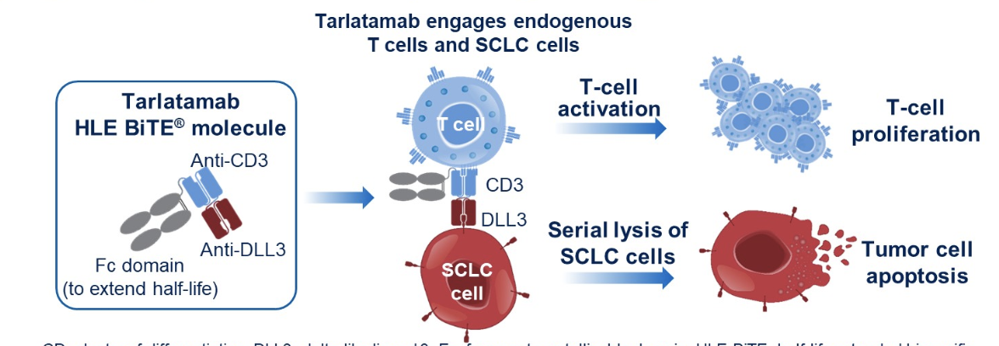 Tarlatamab engages endogenous
T cells and SCLC cells
Tarlatamab
HLE BiTE® molecule
Anti-CD3
Anti-DLL3
Fc domain
(to extend half-life)
T cell
CD3
DLL3
SCLC
cell
T-cell
activation
T-cell
proliferation
Serial lysis of
SCLC cells
Tumor cell
apoptosis